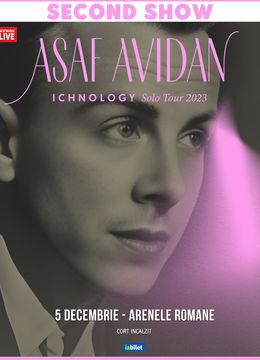 SECOND SHOW
LIVE
ASAF AVIDAN
ICHNOLOGY Solo Tour 2023
5 DECEMBRIE - ARENELE ROMANE
CORT INCALZIT
iabilet